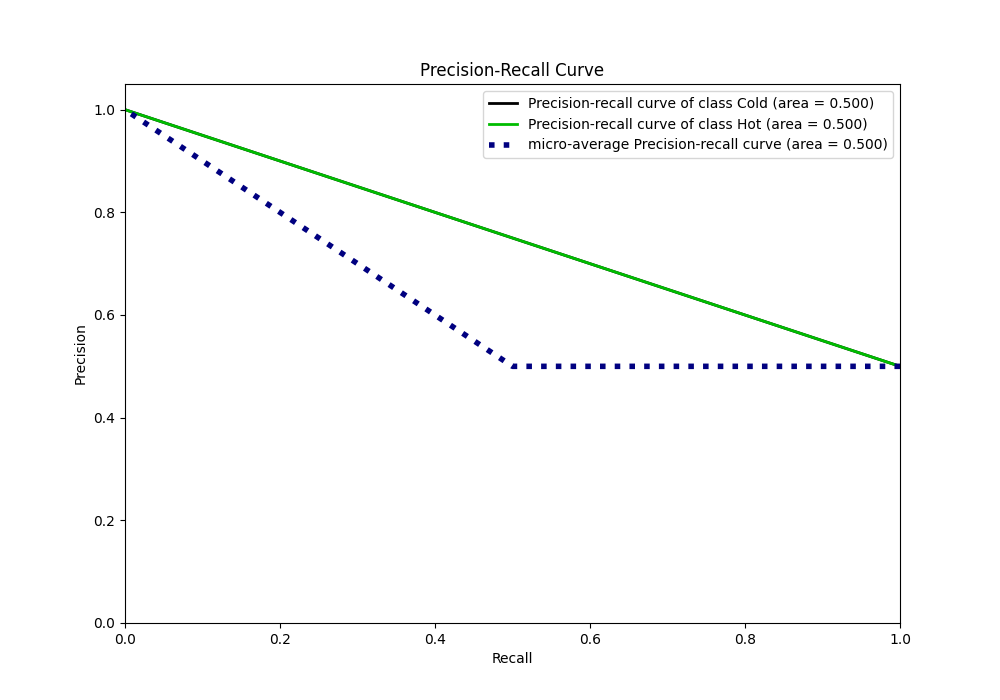 Precision-Recall Curve
Precision-recall curve of class Cold (area = 0.500)
Precision-recall curve of class Hot (area = 0.500)
micro-average Precision-recall curve (area = 0.500)
1.0
0.8
0.6
0.4
0.2
0.0
Precision
0.0 0.2 0.4 0.6 0.8 1.0
Recall